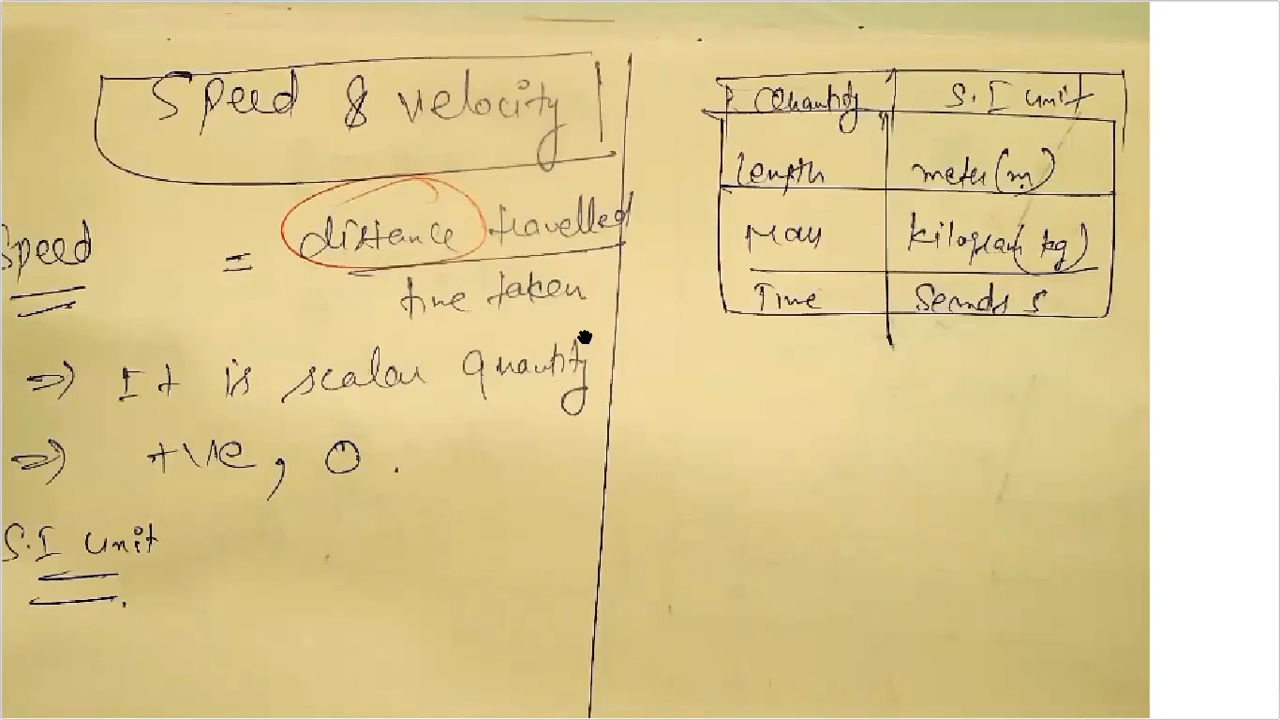 Speed & velocity
Speed = distance travelled
time taken
⇒ It is scalar quantity
⇒ +ve, 0.
S.I unit
Quantity S.I unit
Length meter (m)
Mass kilogram (kg)
Time Seconds s